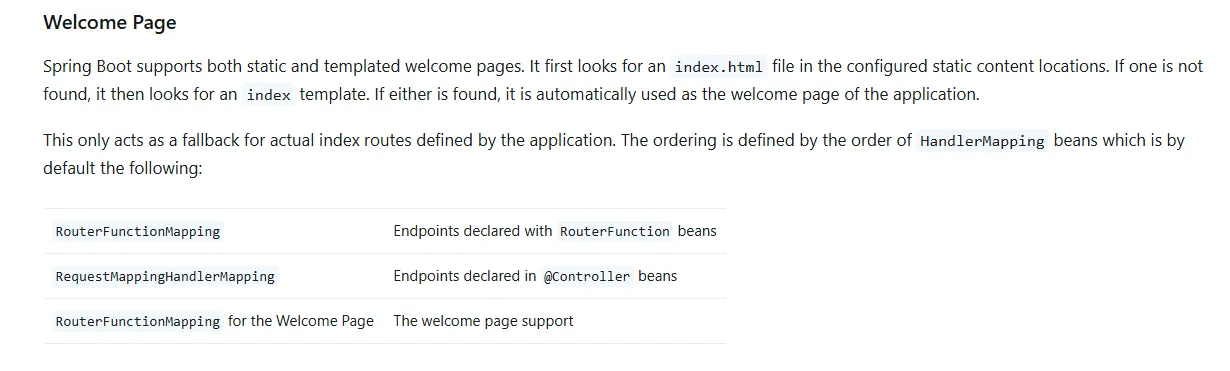 Welcome Page
Spring Boot supports both static and templated welcome pages. It first looks for an index.html file in the configured static content locations. If one is not
found, it then looks for an index template. If either is found, it is automatically used as the welcome page of the application.
This only acts as a fallback for actual index routes defined by the application. The ordering is defined by the order of HandlerMapping beans which is by
default the following:
RouterFunctionMapping Endpoints declared with RouterFunction beans
RequestMappingHandlerMapping Endpoints declared in @Controller beans
RouterFunctionMapping for the Welcome Page The welcome page support